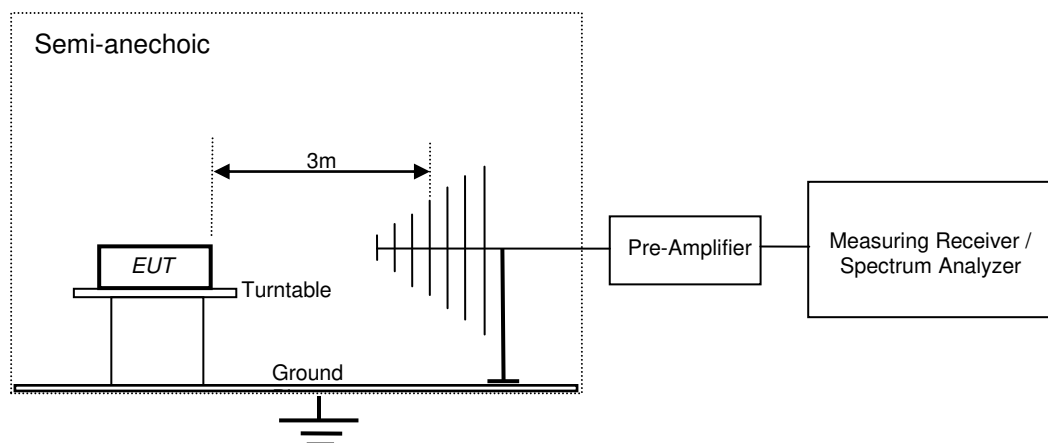 Semi-anechoic
3m
EUT
Turntable
Ground
Pre-Amplifier
Measuring Receiver /
Spectrum Analyzer